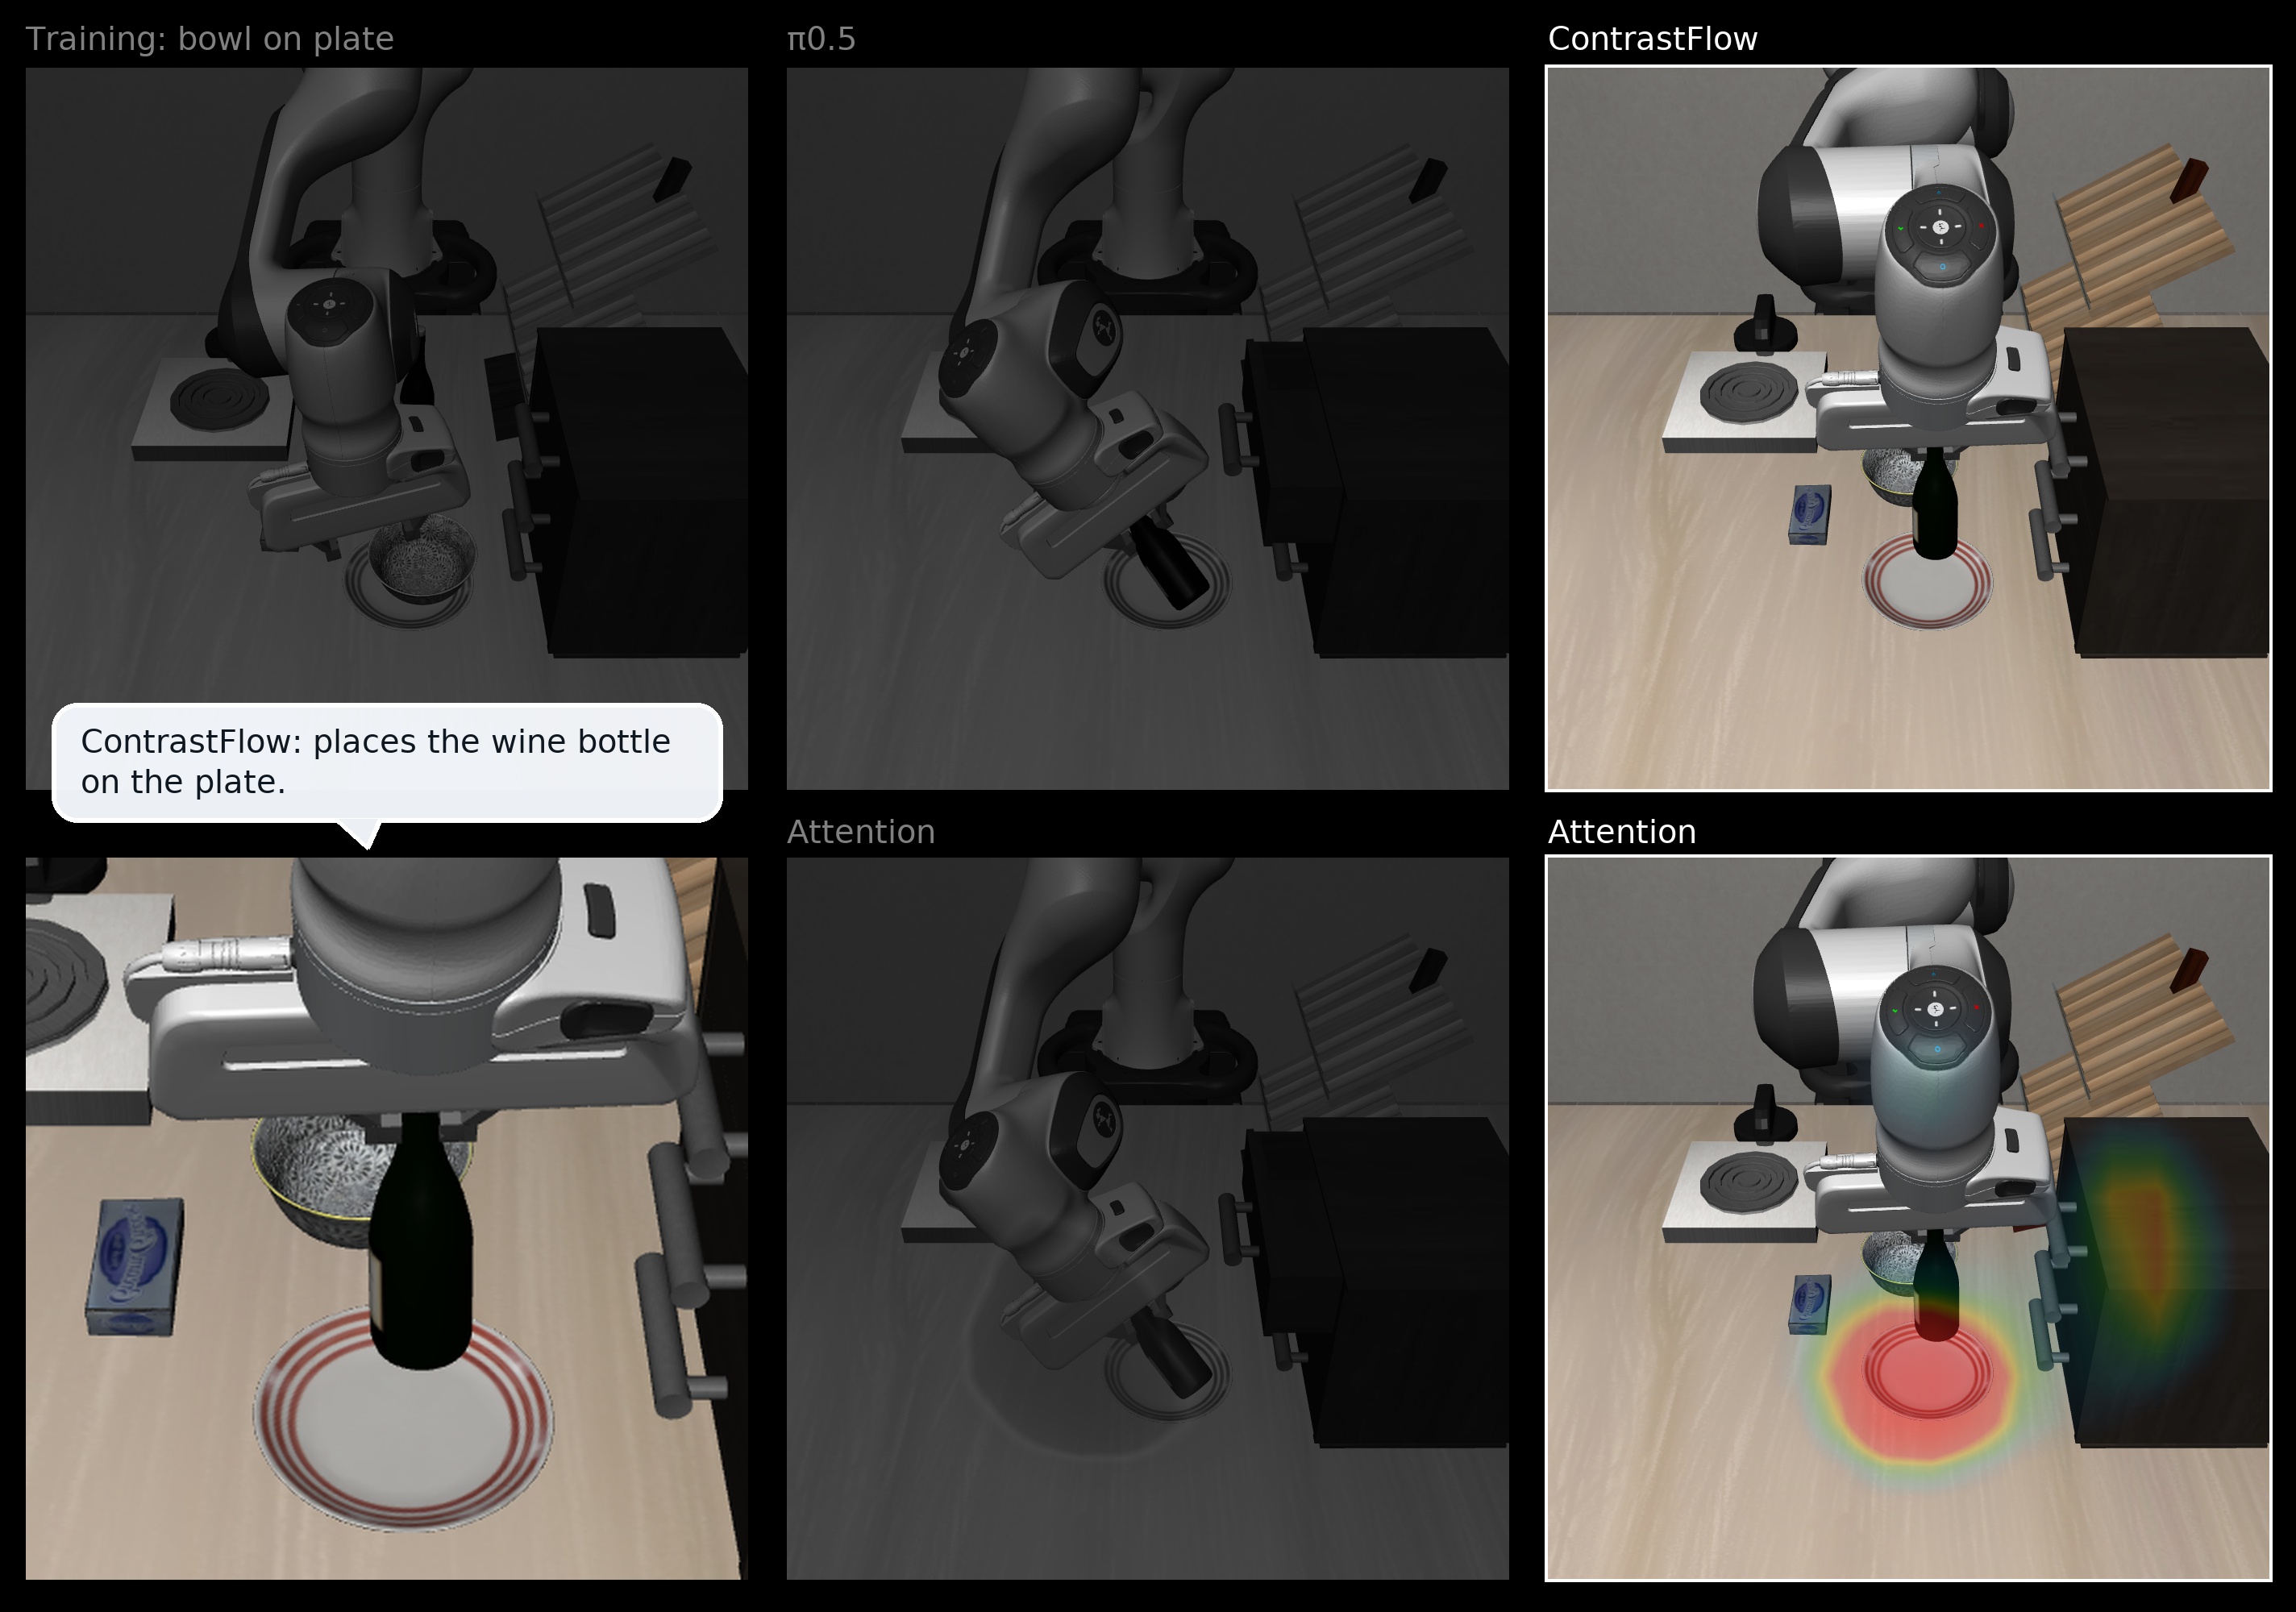 Training: bowl on plate
π0.5
ContrastFlow
ContrastFlow: places the wine bottle
on the plate.
Attention
Attention